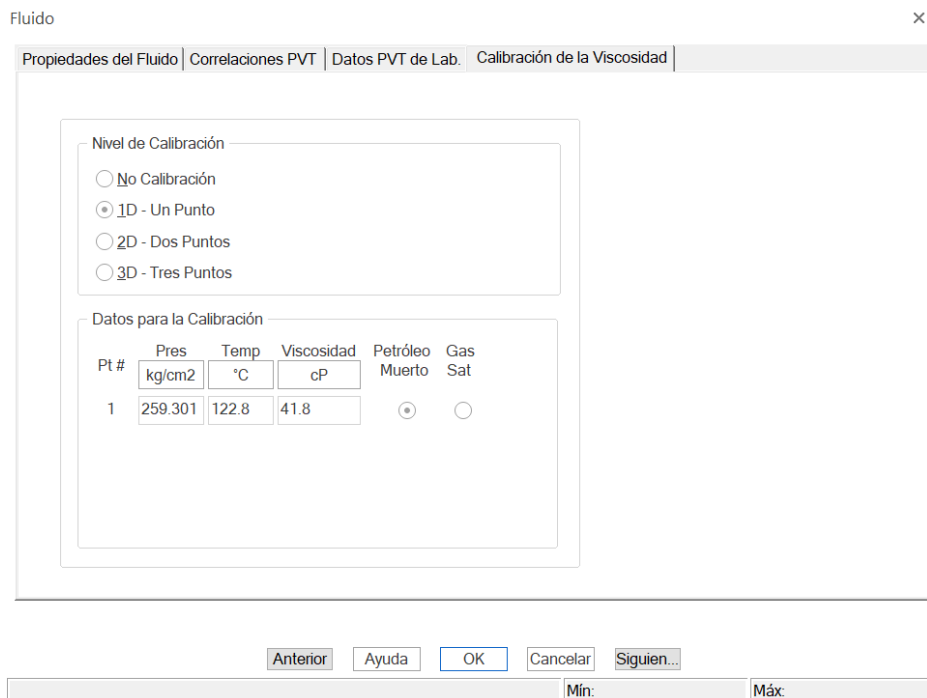 Fluido
Propiedades del Fluido Correlaciones PVT Datos PVT de Lab. Calibración de la Viscosidad
Nivel de Calibración
No Calibración
1D - Un Punto
2D - Dos Puntos
3D - Tres Puntos
Datos para la Calibración
Pt # Pres Temp Viscosidad Petróleo Muerto Gas Sat
kg/cm2 °C cP
1 259.301 122.8 41.8
Anterior Ayuda OK Cancelar Siguien...
Mín: Máx: